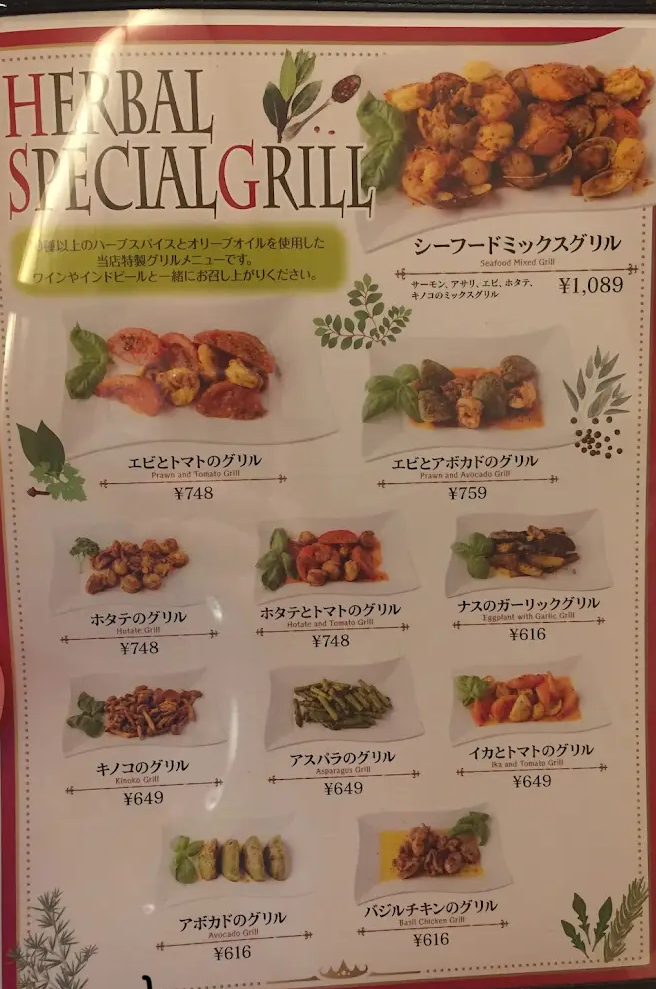 HERBAL
SPECIAL GRILL
種以上のハーブスパイスとオリーブオイルを使用した
当店特製グリルメニューです。
ワインやインドビールと一緒にお召し上がりください。
シーフードミックスグリル
Seafood Mixed Grill
サーモン、アサリ、エビ、ホタテ、
キノコのミックスグリル
¥1,089
エビとトマトのグリル
Prawn and Tomato Grill
¥748
エビとアボカドのグリル
Prawn and Avocado Grill
¥759
ホタテのグリル
Hotate Grill
¥748
ホタテとトマトのグリル
Hotate and Tomato Grill
¥748
ナスのガーリックグリル
Eggplant with Garlic Grill
¥616
キノコのグリル
Kinoko Grill
¥649
アスパラのグリル
Asparagus Grill
¥649
イカとトマトのグリル
Ika and Tomato Grill
¥649
アボカドのグリル
Avocado Grill
¥616
バジルチキンのグリル
Basil Chicken Grill
¥616